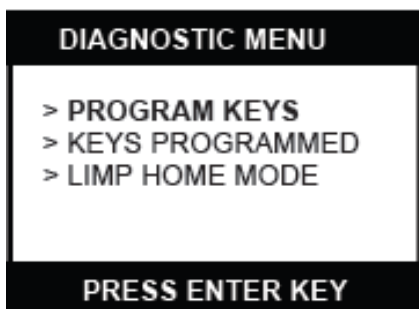 DIAGNOSTIC MENU
> PROGRAM KEYS
> KEYS PROGRAMMED
> LIMP HOME MODE
PRESS ENTER KEY